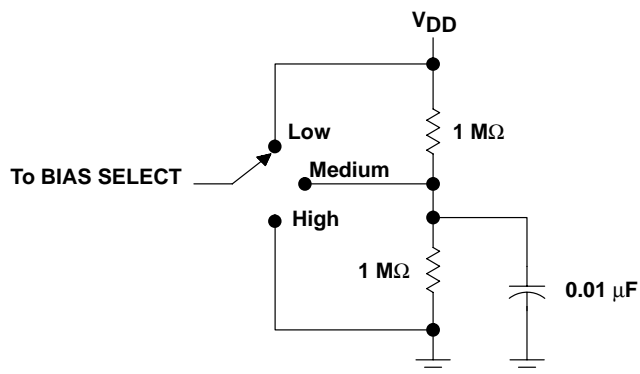 VDD
Low
1 MΩ
To BIAS SELECT
Medium
High
1 MΩ
0.01 μF